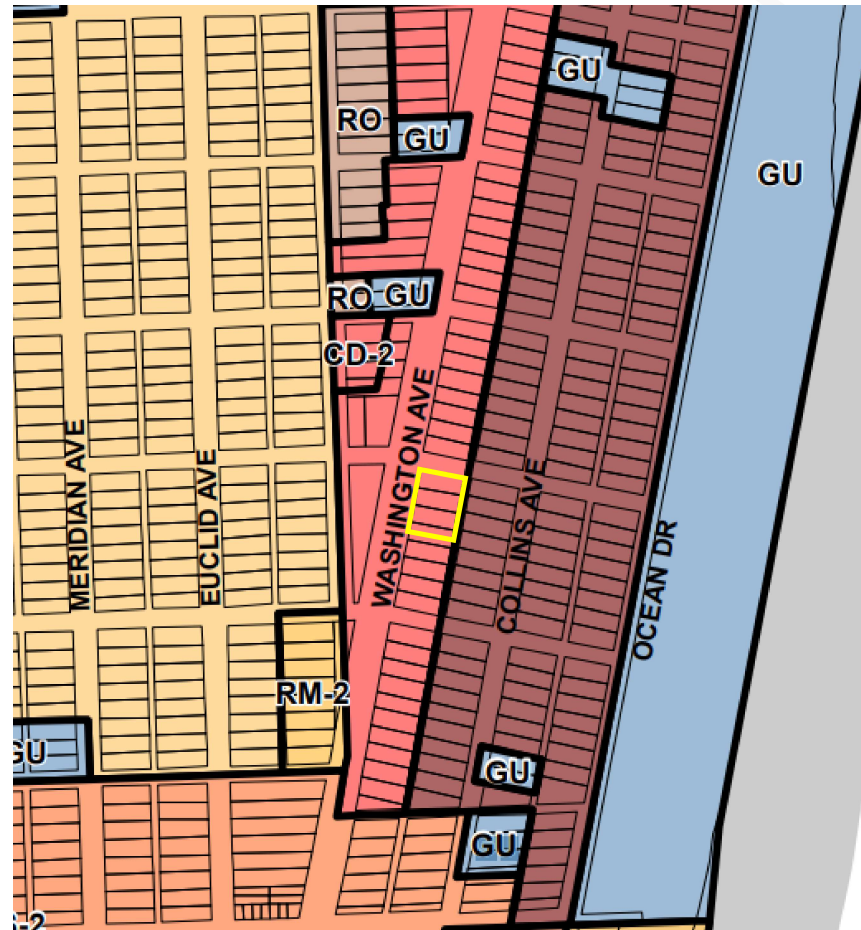 GU
RO
GU
GU
RO
GU
CD-2
WASHINGTON AVE
MERIDIAN AVE
EUCLID AVE
COLLINS AVE
OCEAN DR
RM-2
GU
GU
GU